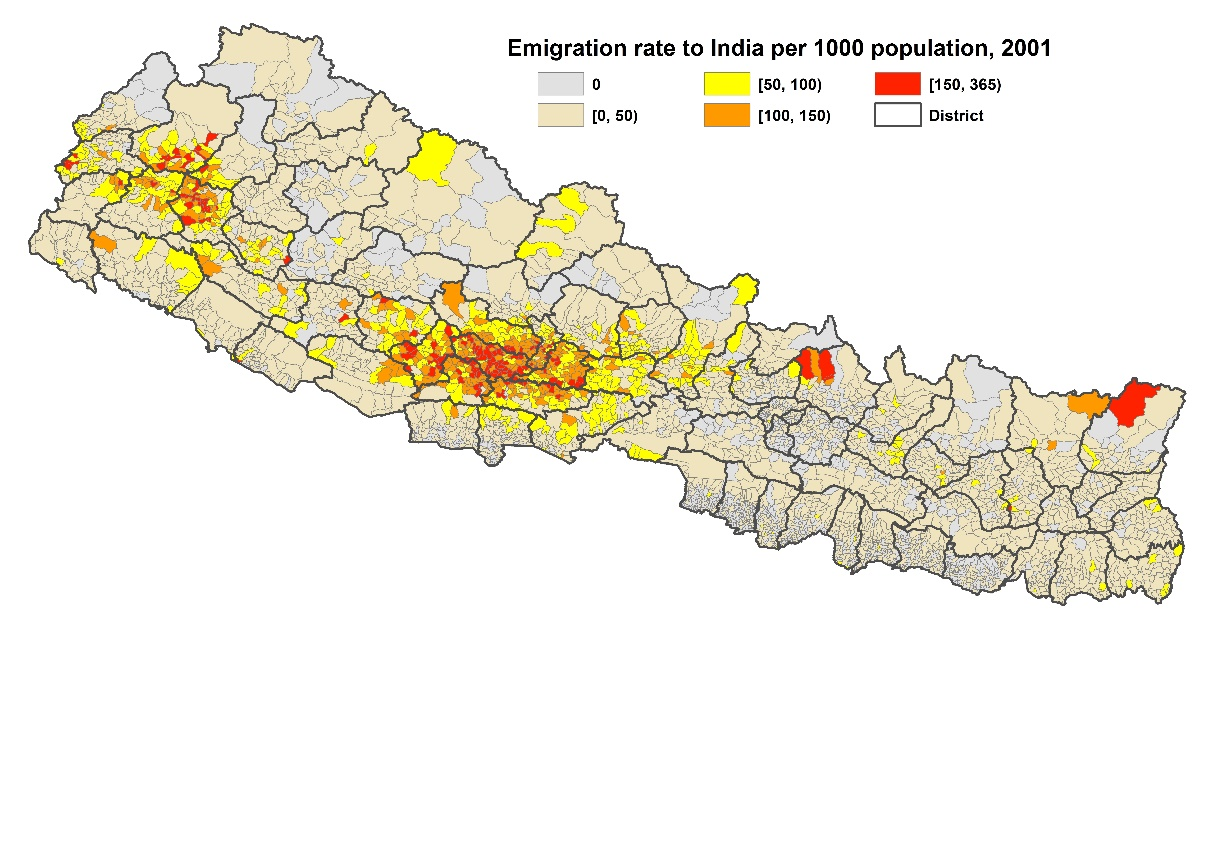 Emigration rate to India per 1000 population, 2001
0 [50, 100) [150, 365)
[0, 50) [100, 150) District